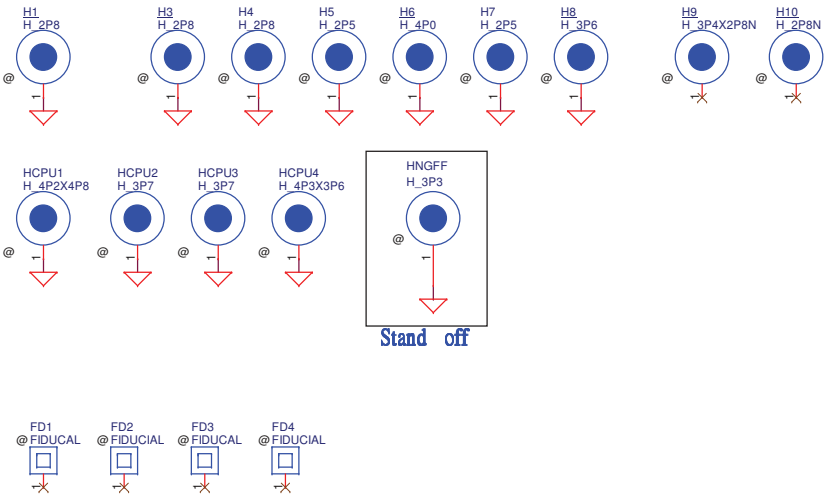 H1 H3 H4 H5 H6 H7 H8 H9 H10
H_2P8 H_2P8 H_2P8 H_2P5 H_4P0 H_2P5 H_3P6 H_3P4X2P8N H_2P8N
@ @ @ @ @ @ @ @ @
1 1 1 1 1 1 1 1 1
HCPU1 HCPU2 HCPU3 HCPU4 HNGFF
H_4P2X4P8 H_3P7 H_3P7 H_4P3X3P6 H_3P3
@ @ @ @ @
1 1 1 1 1
Stand off
FD1 FD2 FD3 FD4
@ FIDUCAL @ FIDUCIAL @ FIDUCAL @ FIDUCIAL
1 1 1 1